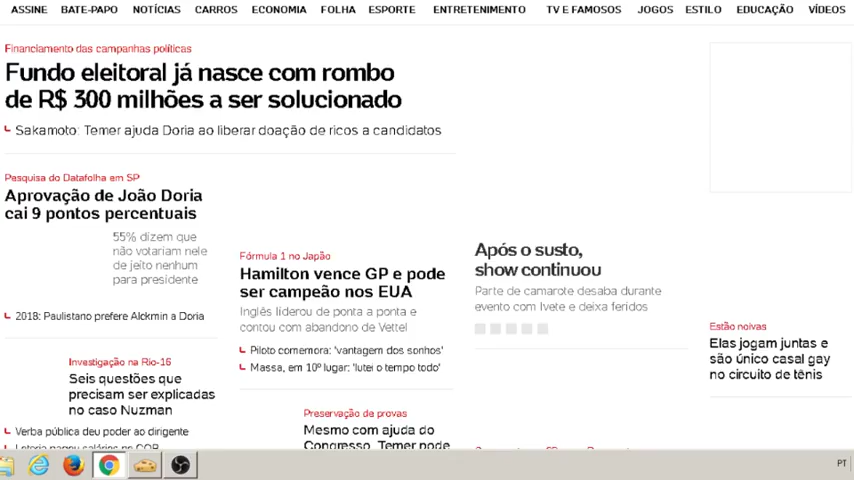 ASSINE BATE-PAPO NOTÍCIAS CARROS ECONOMIA FOLHA ESPORTE ENTRETENIMENTO TV E FAMOSOS JOGOS ESTILO EDUCAÇÃO VÍDEOS
Financiamento das campanhas políticas
Fundo eleitoral já nasce com rombo
de R$ 300 milhões a ser solucionado
Sakamoto: Temer ajuda Doria ao liberar doação de ricos a candidatos
Pesquisa do Datafolha em SP
Aprovação de João Doria
cai 9 pontos percentuais
55% dizem que
não votariam nele
de jeito nenhum
para presidente
2018: Paulistano prefere Alckmin a Doria
Investigação na Rio-16
Seis questões que
precisam ser explicadas
no caso Nuzman
Verba pública deu poder ao dirigente
Loteria pagou salários no COB
Fórmula 1 no Japão
Hamilton vence GP e pode
ser campeão nos EUA
Inglês liderou de ponta a ponta e
contou com abandono de Vettel
Piloto comemora: 'vantagem dos sonhos'
Massa, em 10º lugar: 'lutei o tempo todo'
Preservação de provas
Mesmo com ajuda do
Congresso, Temer pode
Após o susto,
show continuou
Parte de camarote desaba durante
evento com Ivete e deixa feridos
Estão noivas
Elas jogam juntas e
são único casal gay
no circuito de tênis
PT